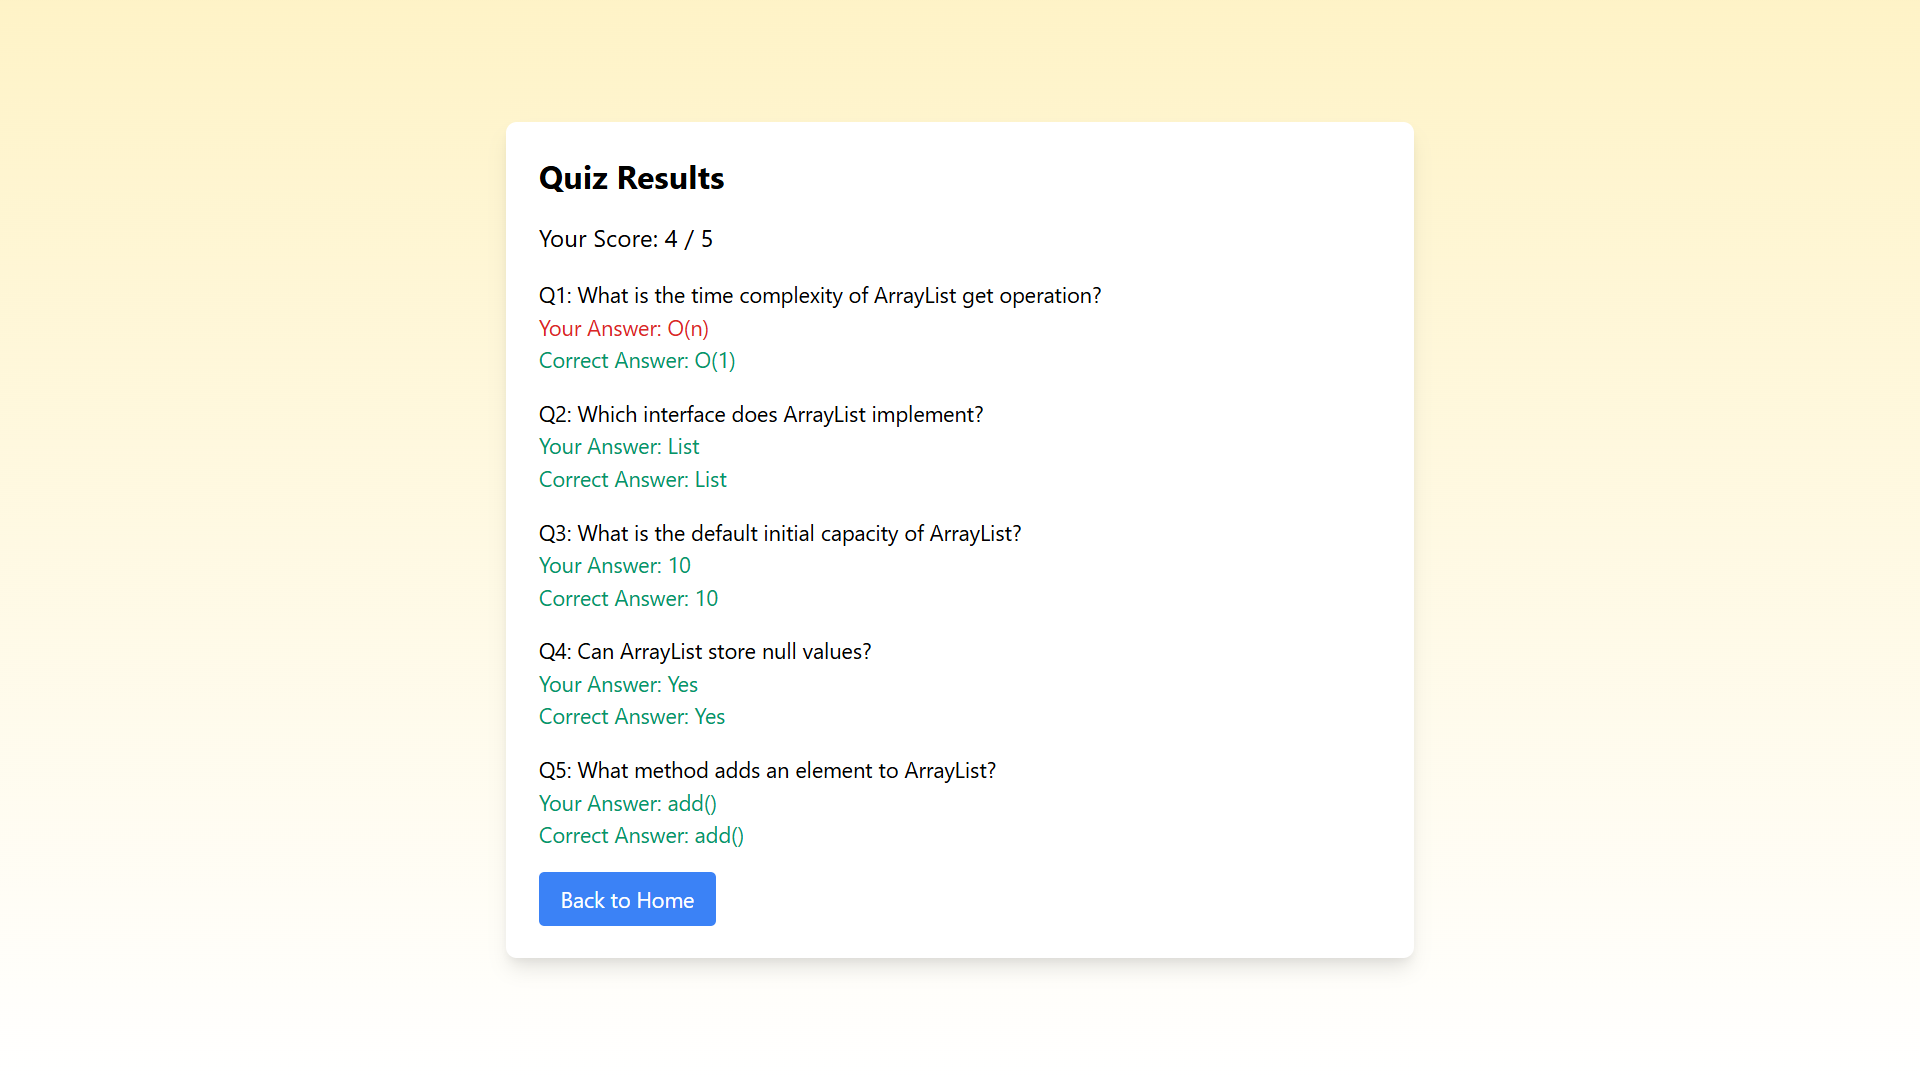 Quiz Results
Your Score: 4 / 5
Q1: What is the time complexity of ArrayList get operation?
Your Answer: O(n)
Correct Answer: O(1)
Q2: Which interface does ArrayList implement?
Your Answer: List
Correct Answer: List
Q3: What is the default initial capacity of ArrayList?
Your Answer: 10
Correct Answer: 10
Q4: Can ArrayList store null values?
Your Answer: Yes
Correct Answer: Yes
Q5: What method adds an element to ArrayList?
Your Answer: add()
Correct Answer: add()
Back to Home